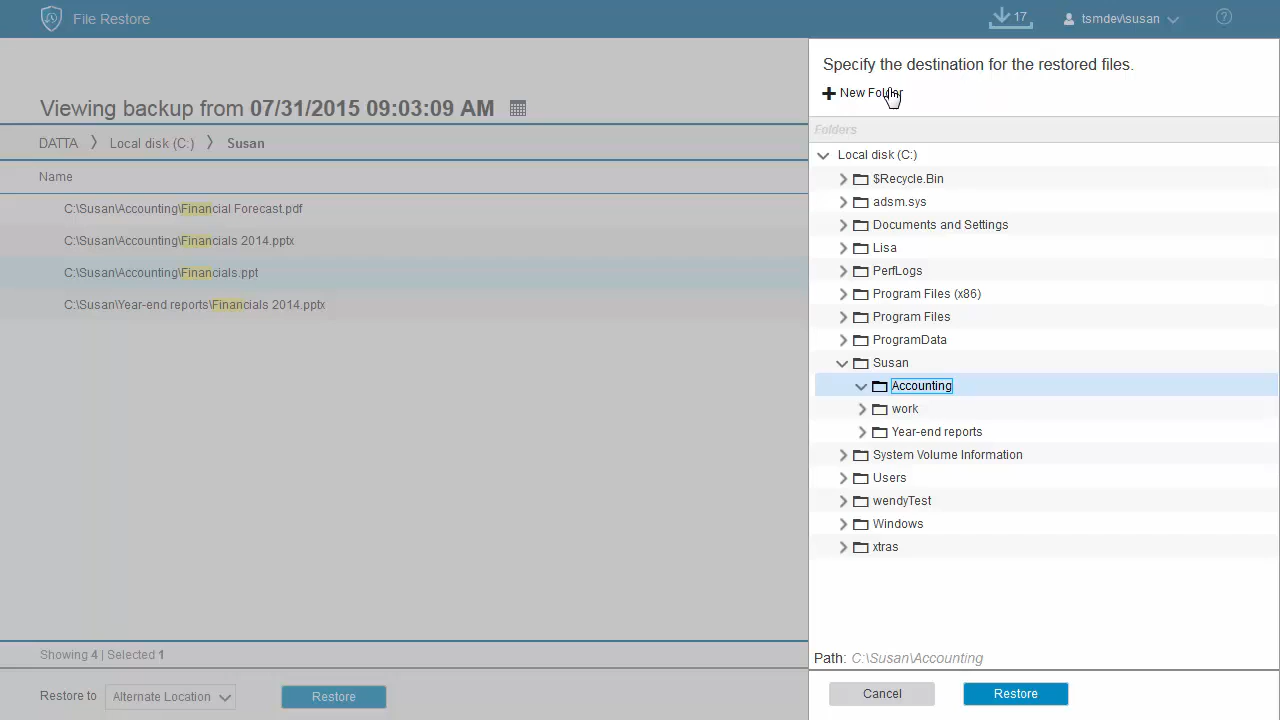 File Restore
17
tsmdev\susan
?
Viewing backup from 07/31/2015 09:03:09 AM
DATTA > Local disk (C:) > Susan
Name
C:\Susan\Accounting\Financial Forecast.pdf
C:\Susan\Accounting\Financials 2014.pptx
C:\Susan\Accounting\Financials.ppt
C:\Susan\Year-end reports\Financials 2014.pptx
Showing 4 | Selected 1
Restore to
Alternate Location
Restore
Specify the destination for the restored files.
New Folder
Folders
Local disk (C:)
$Recycle.Bin
adsm.sys
Documents and Settings
Lisa
PerfLogs
Program Files (x86)
Program Files
ProgramData
Susan
Accounting
work
Year-end reports
System Volume Information
Users
wendyTest
Windows
xtras
Path: C:\Susan\Accounting
Cancel
Restore